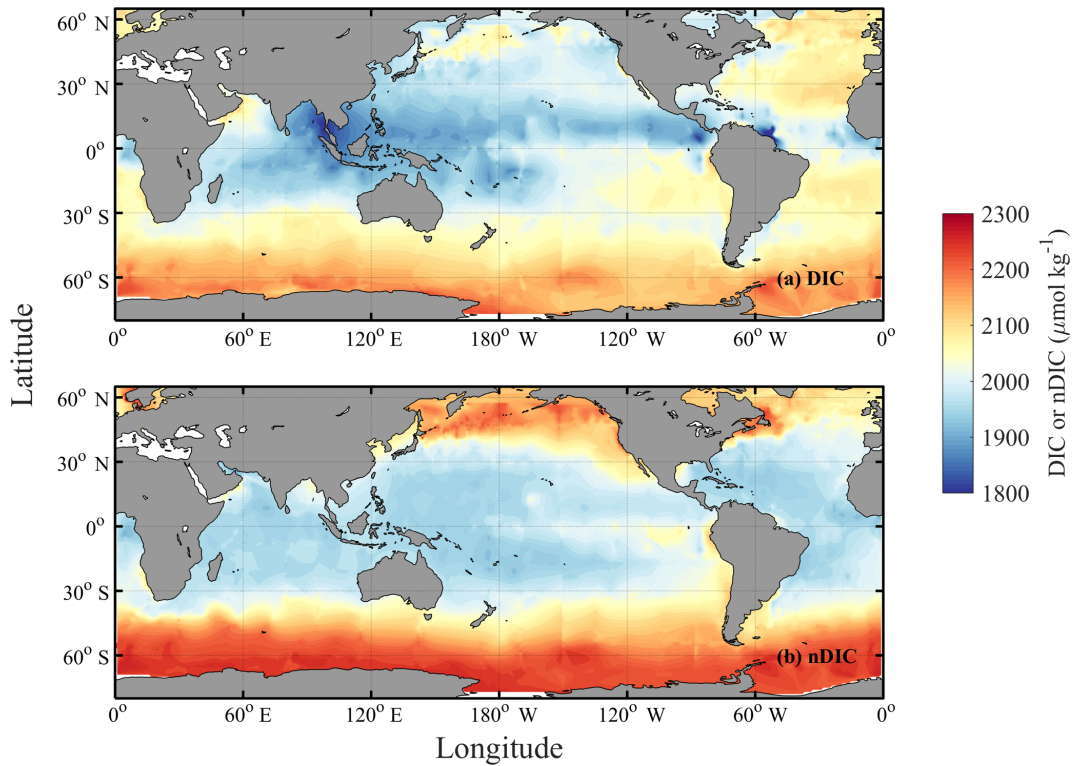 60° N
30° N
0°
30° S
60° S
(a) DIC
0° 60° E 120° E 180° W 120° W 60° W 0°
60° N
30° N
0°
30° S
60° S
(b) nDIC
0° 60° E 120° E 180° W 120° W 60° W 0°
Latitude
Longitude
2300
2200
2100
2000
1900
1800
DIC or nDIC (μmol kg⁻¹)